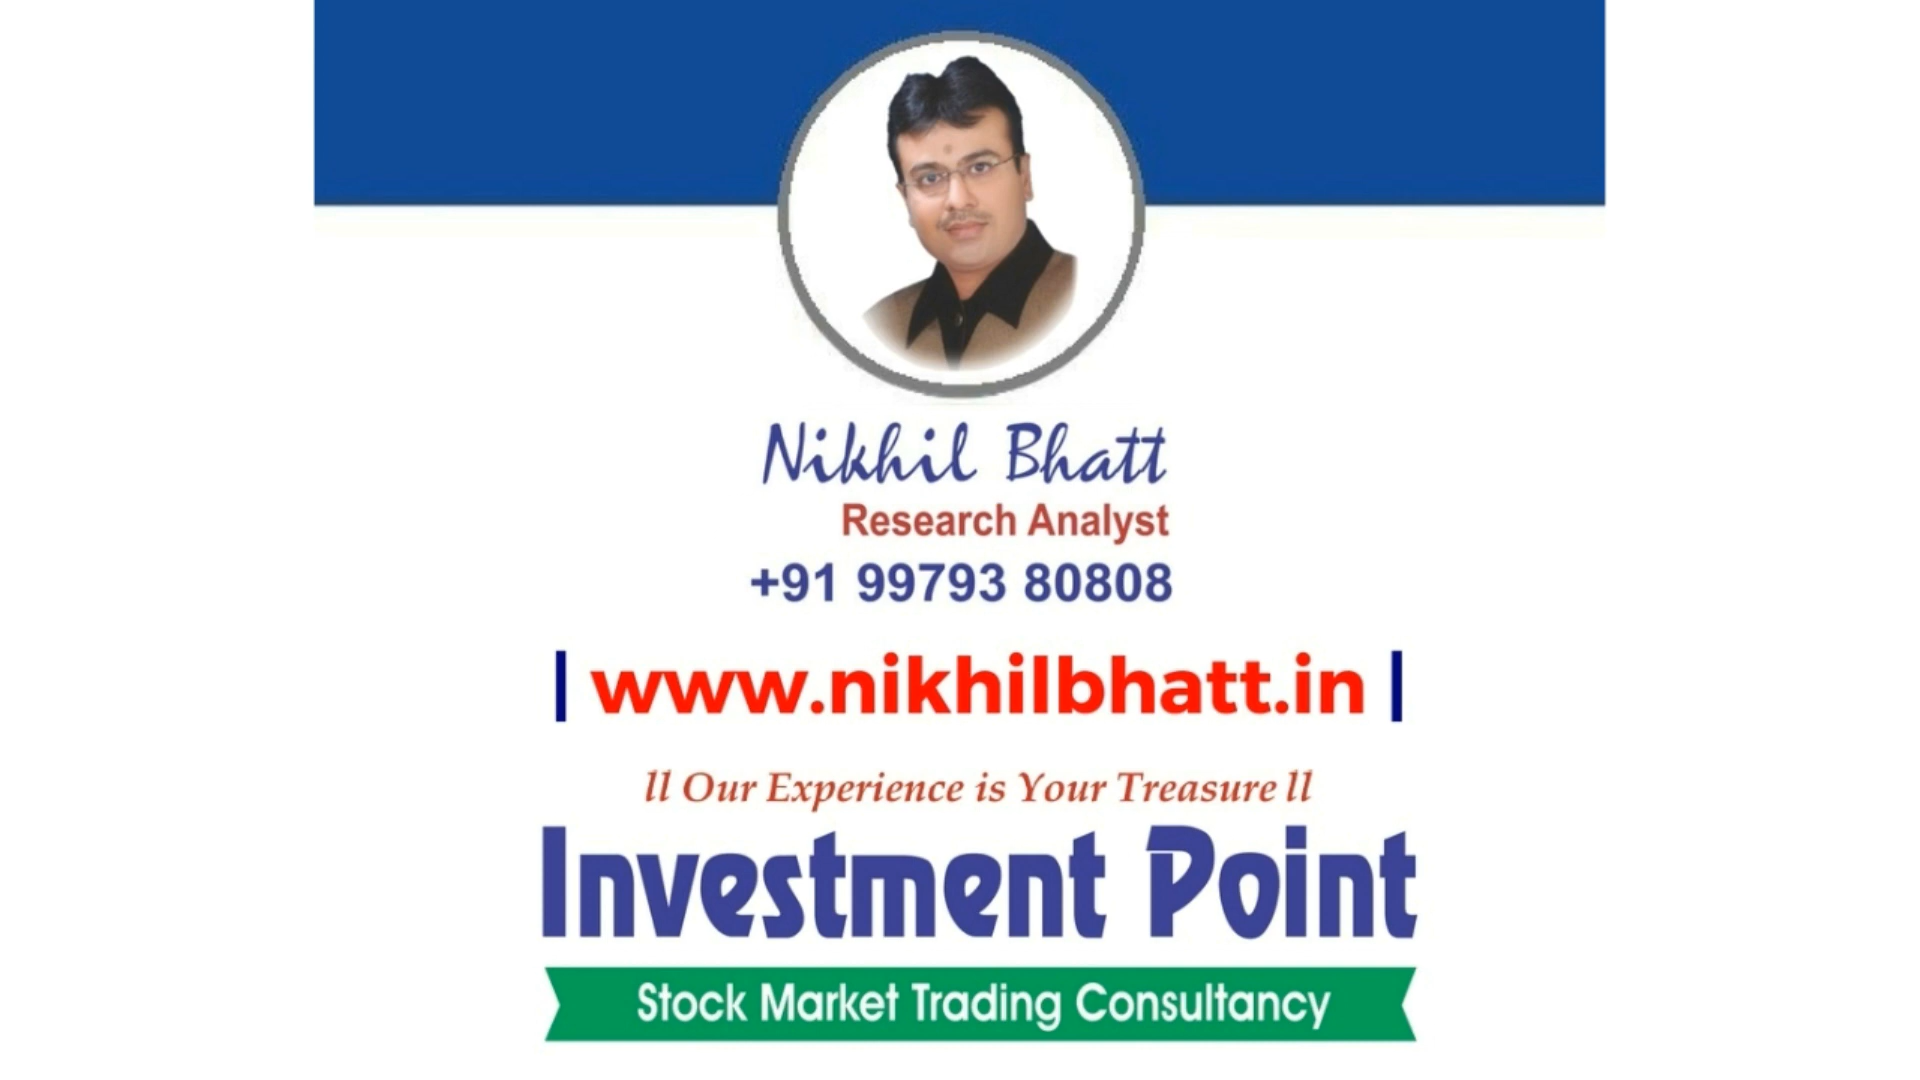 Nikhil Bhatt
Research Analyst
+91 99793 80808
| www.nikhilbhatt.in |
ll Our Experience is Your Treasure ll
Investment Point
Stock Market Trading Consultancy